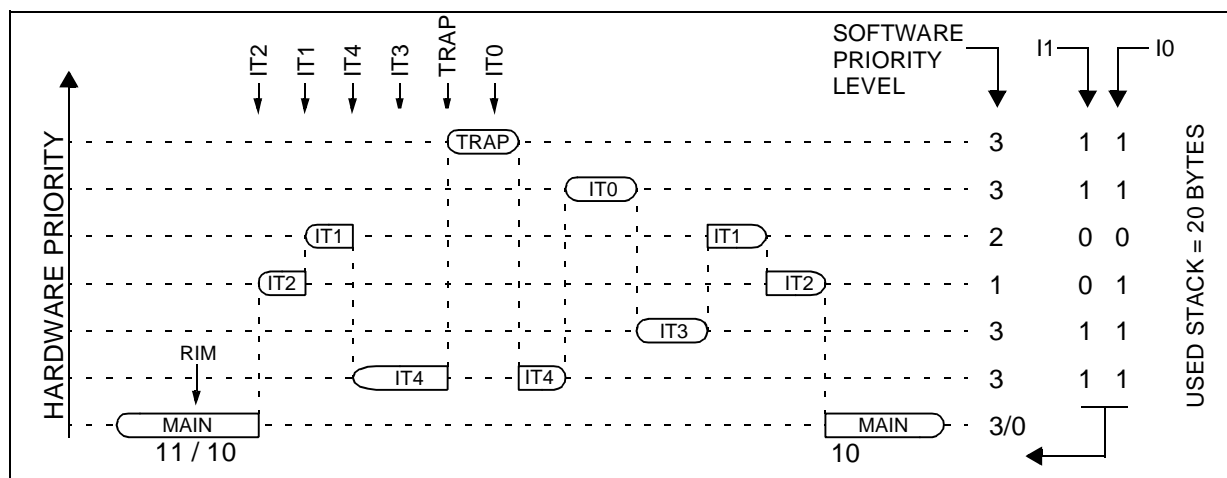 SOFTWARE
PRIORITY
LEVEL
I1
I0
IT2
IT1
IT4
IT3
TRAP
IT0
HARDWARE PRIORITY
USED STACK = 20 BYTES
TRAP
3
1 1
IT0
3
1 1
IT1
IT1
2
0 0
IT2
IT2
1
0 1
RIM
IT3
3
1 1
IT4
IT4
3
1 1
MAIN
MAIN
3/0
11 / 10
10